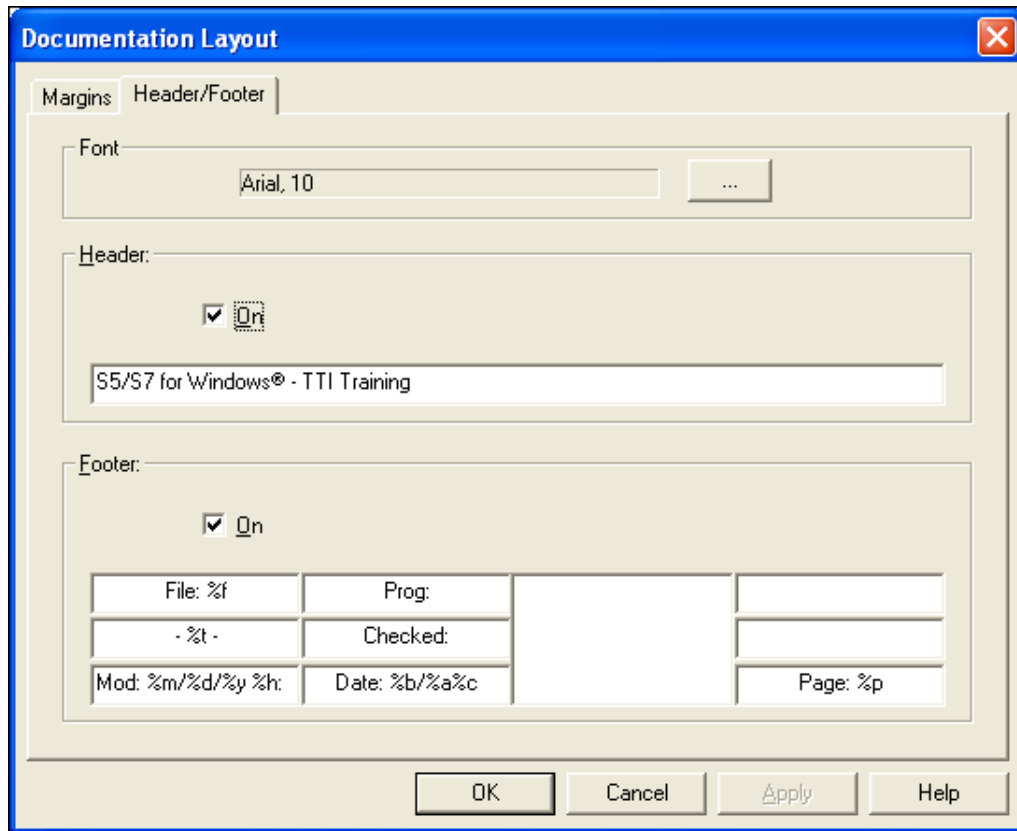 Documentation Layout
Margins Header/Footer
Font
Arial, 10 ...
Header:
On
S5/S7 for Windows® - TTI Training
Footer:
On
File: %f Prog:
- %t - Checked:
Mod: %m/%d/%y %h: Date: %b/%a%c Page: %p
OK Cancel Apply Help